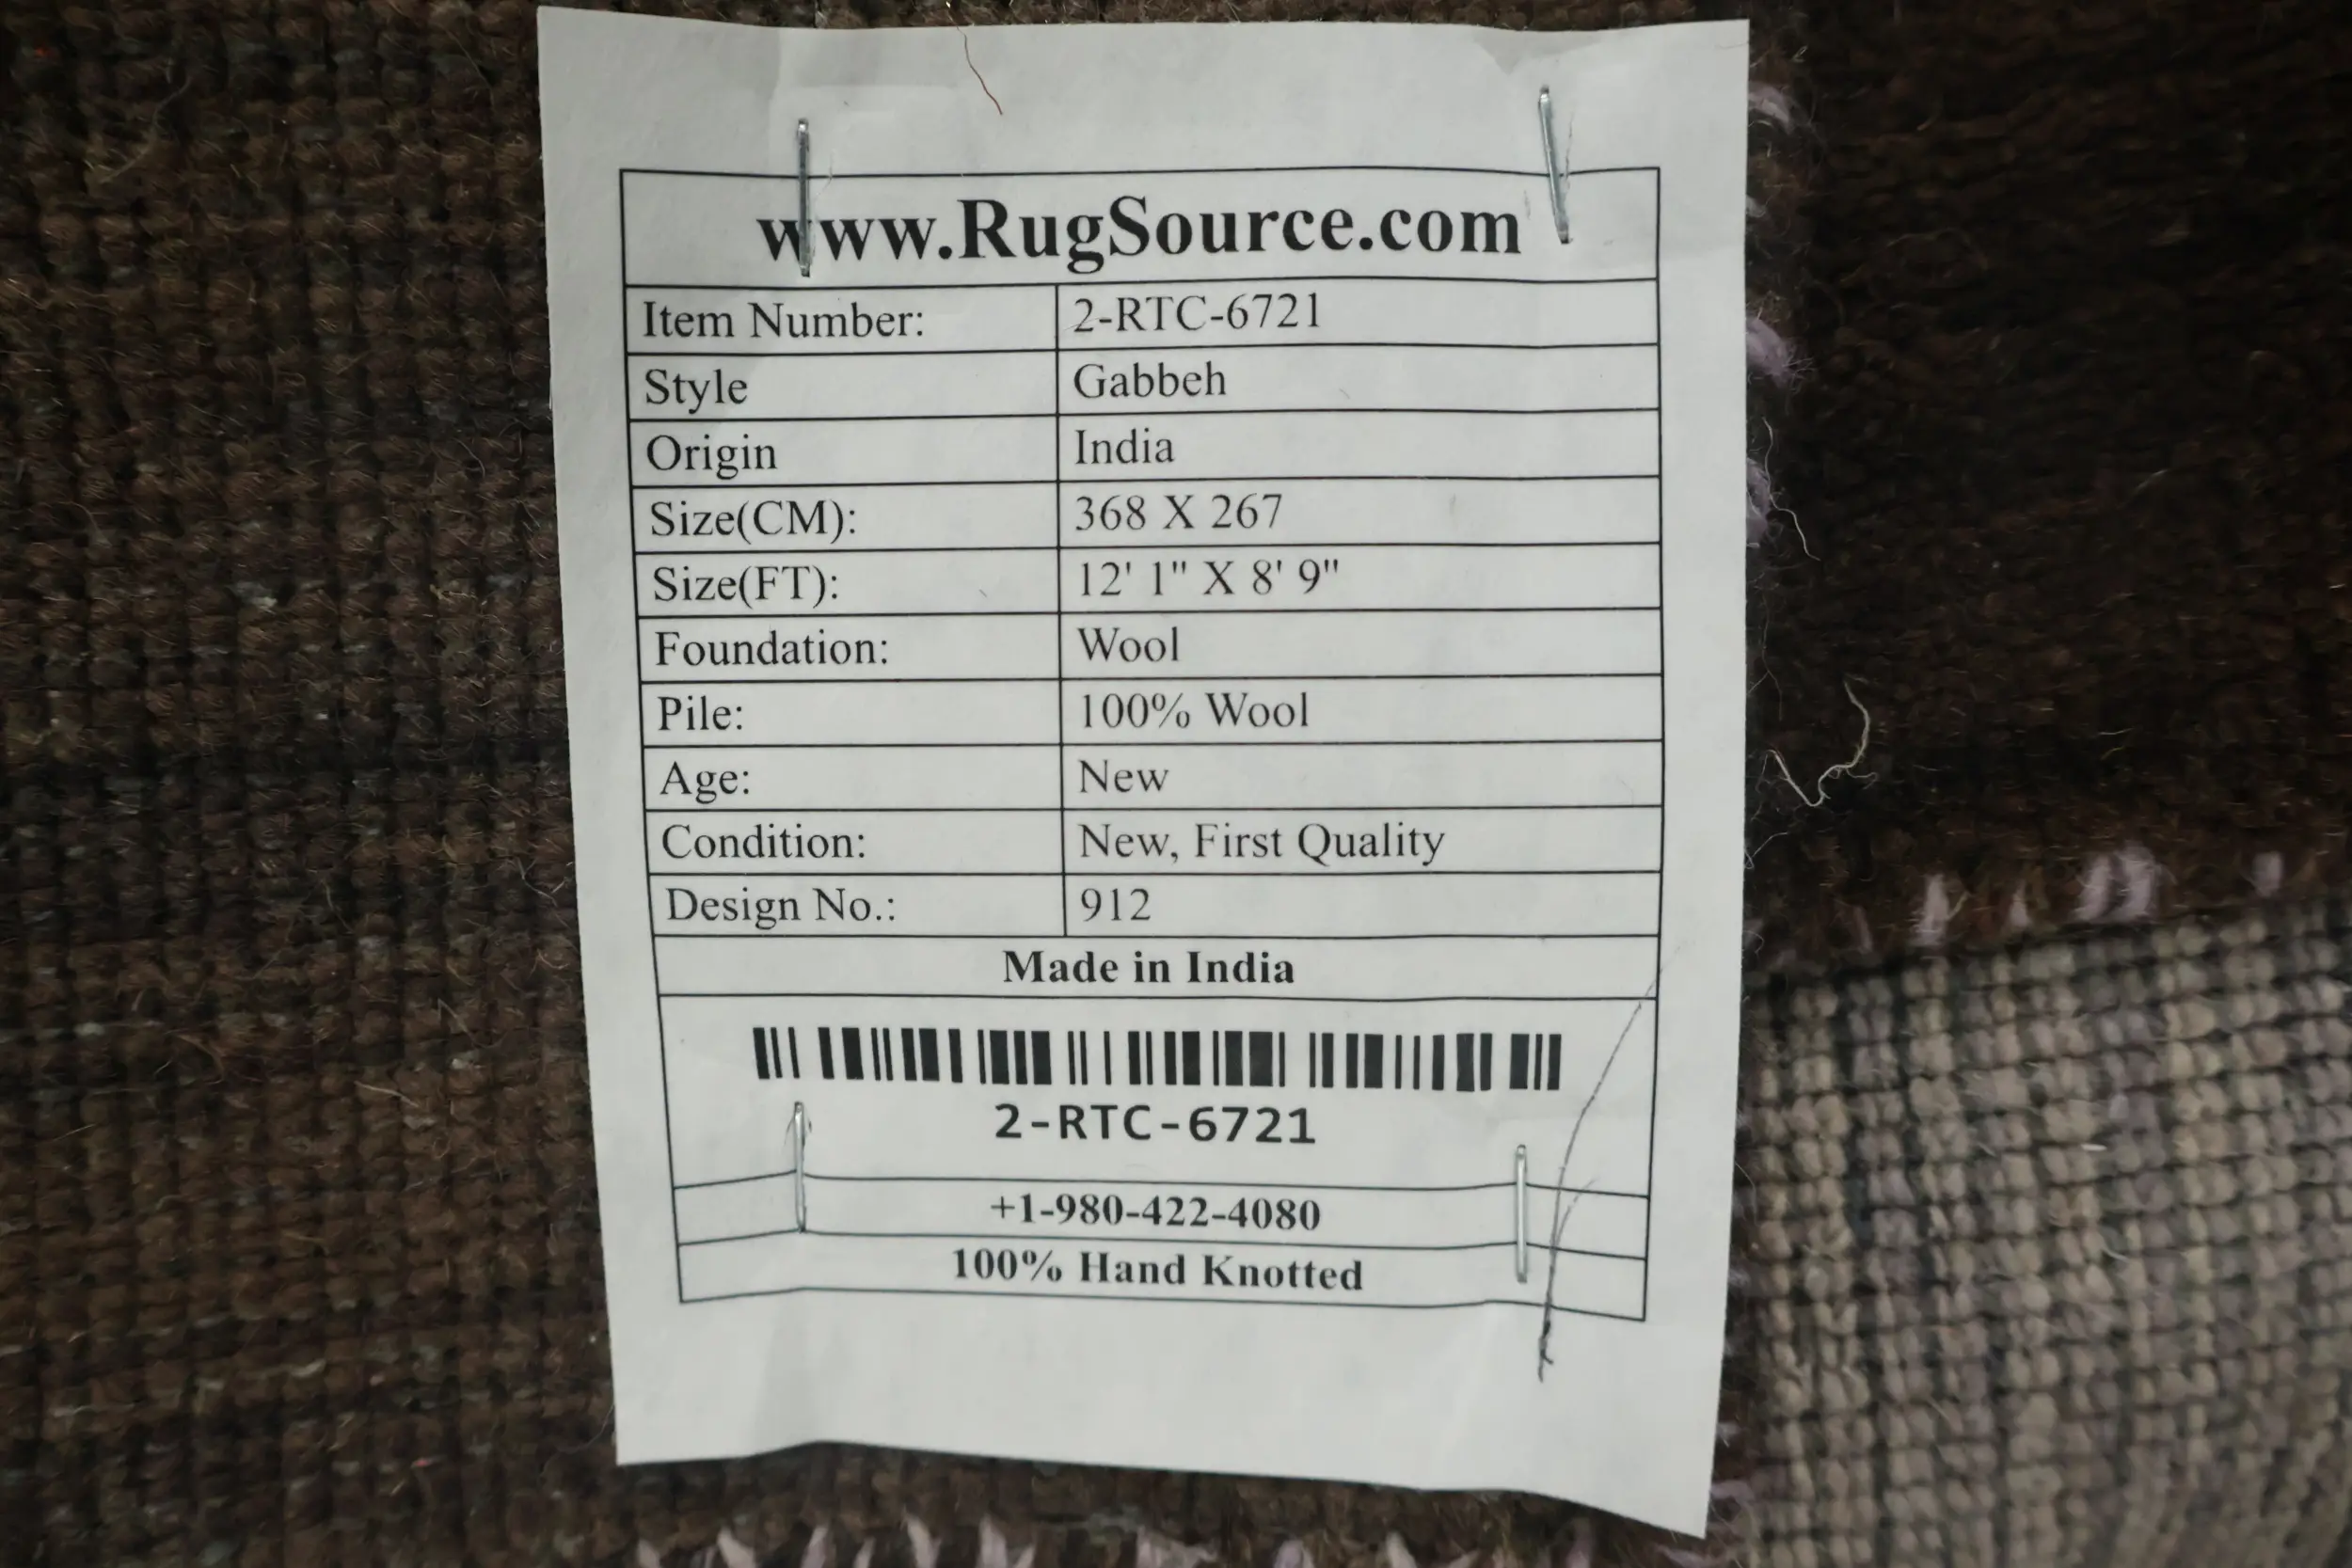 www.RugSource.com
Item Number: 2-RTC-6721
Style Gabbeh
Origin India
Size(CM): 368 X 267
Size(FT): 12' 1" X 8' 9"
Foundation: Wool
Pile: 100% Wool
Age: New
Condition: New, First Quality
Design No.: 912
Made in India
2-RTC-6721
+1-980-422-4080
100% Hand Knotted